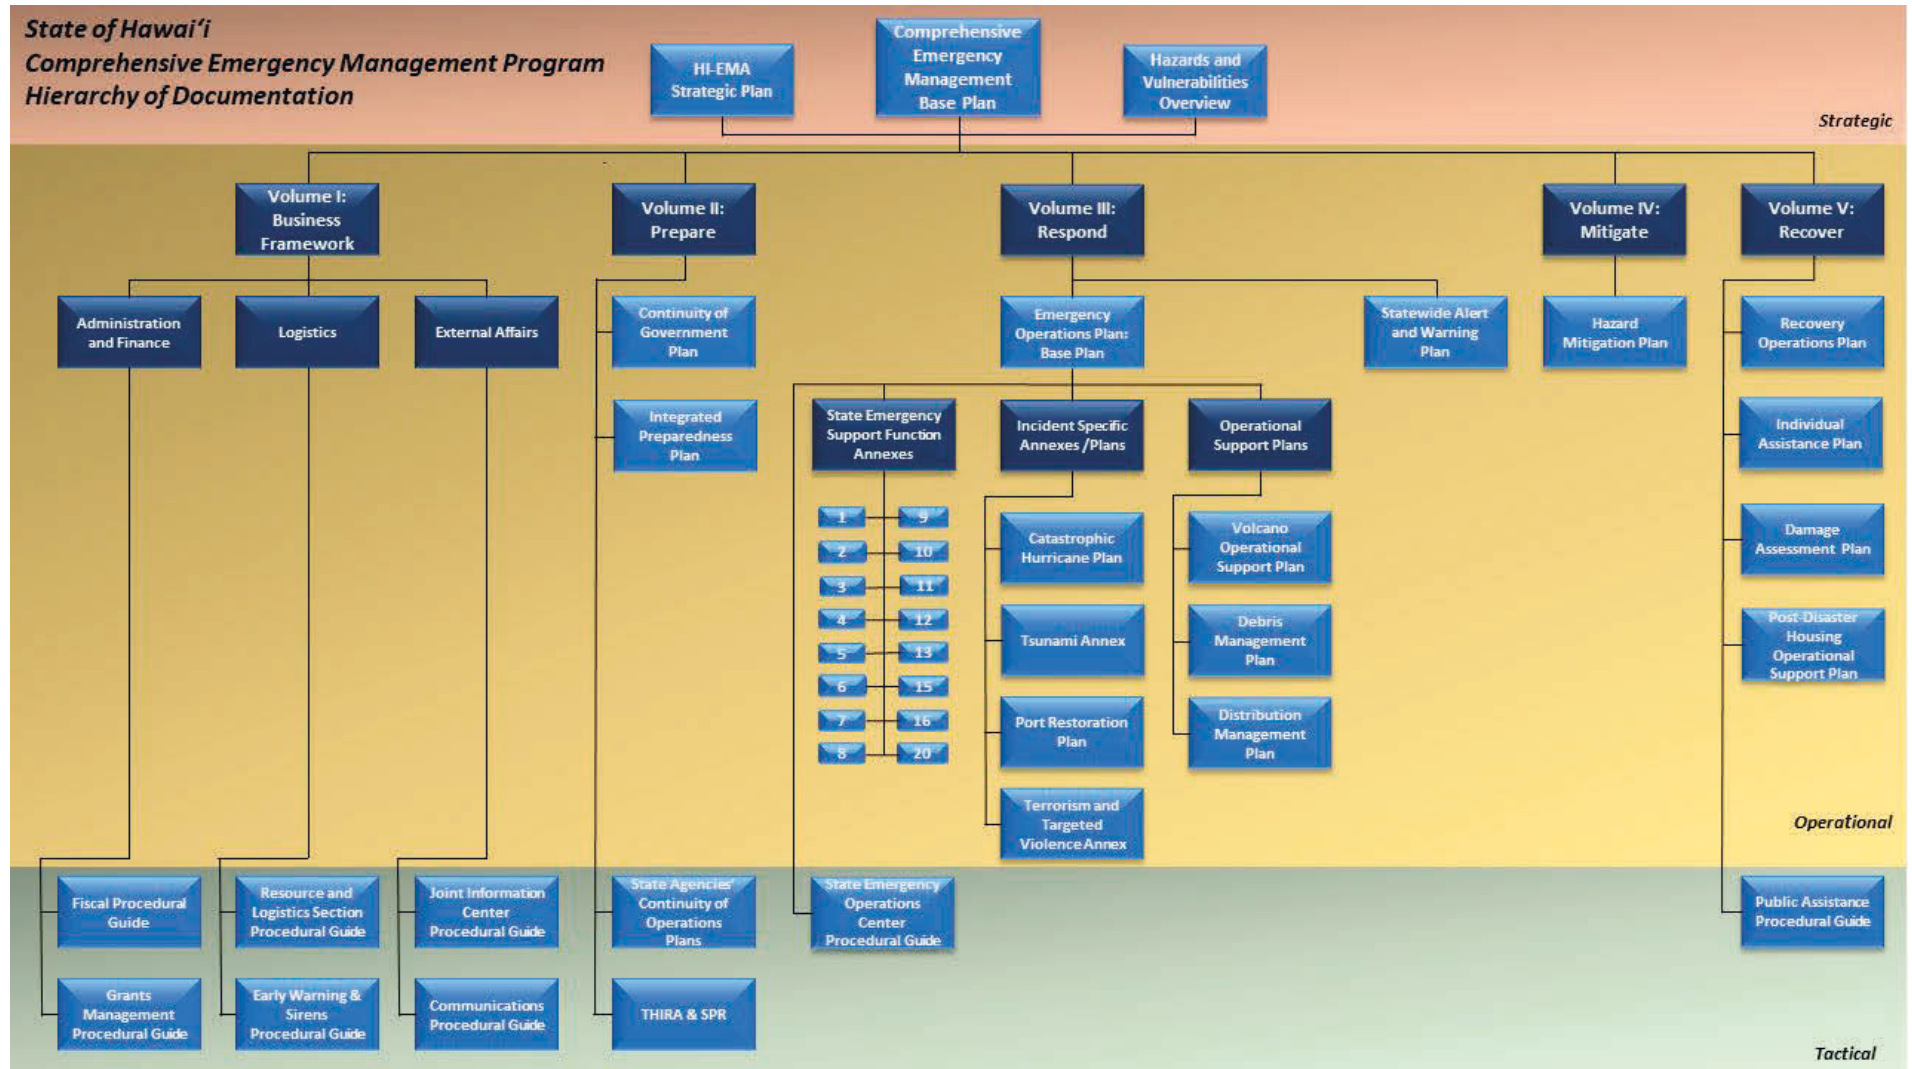 State of Hawai‘i
Comprehensive Emergency Management Program
Hierarchy of Documentation
HI-EMA
Strategic Plan
Comprehensive
Emergency
Management
Base Plan
Hazards and
Vulnerabilities
Overview
Strategic
Volume I:
Business
Framework
Volume II:
Prepare
Volume III:
Respond
Volume IV:
Mitigate
Volume V:
Recover
Administration
and Finance
Logistics
External Affairs
Continuity of
Government
Plan
Emergency
Operations Plan:
Base Plan
Statewide Alert
and Warning
Plan
Hazard
Mitigation Plan
Recovery
Operations Plan
Integrated
Preparedness
Plan
State Emergency
Support Function
Annexes
Incident Specific
Annexes /Plans
Operational
Support Plans
Individual
Assistance Plan
1
9
2
10
3
11
4
12
5
13
6
15
7
16
8
20
Catastrophic
Hurricane Plan
Tsunami Annex
Port Restoration
Plan
Terrorism and
Targeted
Violence Annex
Volcano
Operational
Support Plan
Debris
Management
Plan
Distribution
Management
Plan
Damage
Assessment Plan
Post-Disaster
Housing
Operational
Support Plan
Operational
Fiscal Procedural
Guide
Resource and
Logistics Section
Procedural Guide
Joint Information
Center
Procedural Guide
State Agencies'
Continuity of
Operations
Plans
State Emergency
Operations
Center
Procedural Guide
Public Assistance
Procedural Guide
Grants
Management
Procedural Guide
Early Warning &
Sirens
Procedural Guide
Communications
Procedural Guide
THIRA & SPR
Tactical